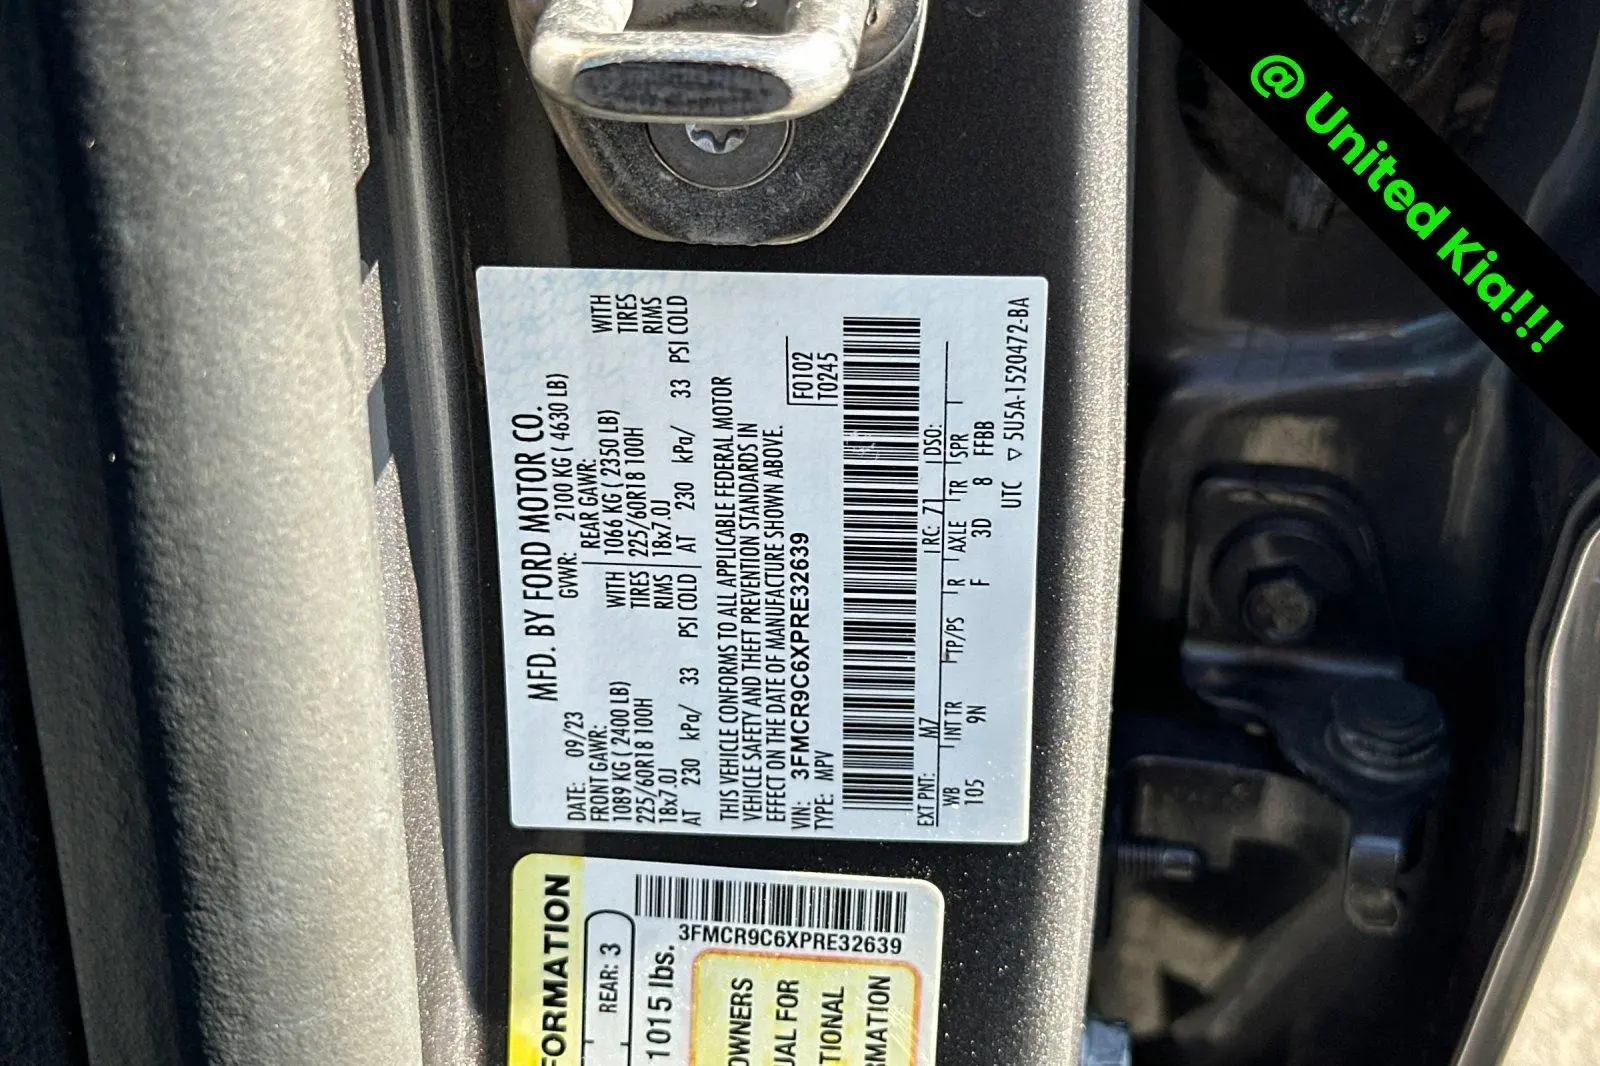 @ United Kia!!!
MFD. BY FORD MOTOR CO.
DATE: 09/23 GVWR: 2100 KG ( 4630 LB)
FRONT GAWR: REAR GAWR:
1089 KG ( 2400 LB) WITH 1066 KG ( 2350 LB) WITH
225/60R18 100H TIRES 225/60R18 100H TIRES
18x7.0J RIMS 18x7.0J RIMS
AT 230 kPa/ 33 PSI COLD AT 230 kPa/ 33 PSI COLD
THIS VEHICLE CONFORMS TO ALL APPLICABLE FEDERAL MOTOR
VEHICLE SAFETY AND THEFT PREVENTION STANDARDS IN
EFFECT ON THE DATE OF MANUFACTURE SHOWN ABOVE.
VIN: 3FMCR9C6XPRE32639 F0102
TYPE: MPV T0245
EXT PNT: M7 RC: 71 DSO:
WB INT TR TP/PS R AXLE TR SPR
105 9N F 3D 8 FFBB
UTC ▽ 5U5A-1520472-BA
FORMATION
REAR: 3
1015 lbs.
3FMCR9C6XPRE32639
OWNERS
UAL FOR
TIONAL
RMATION